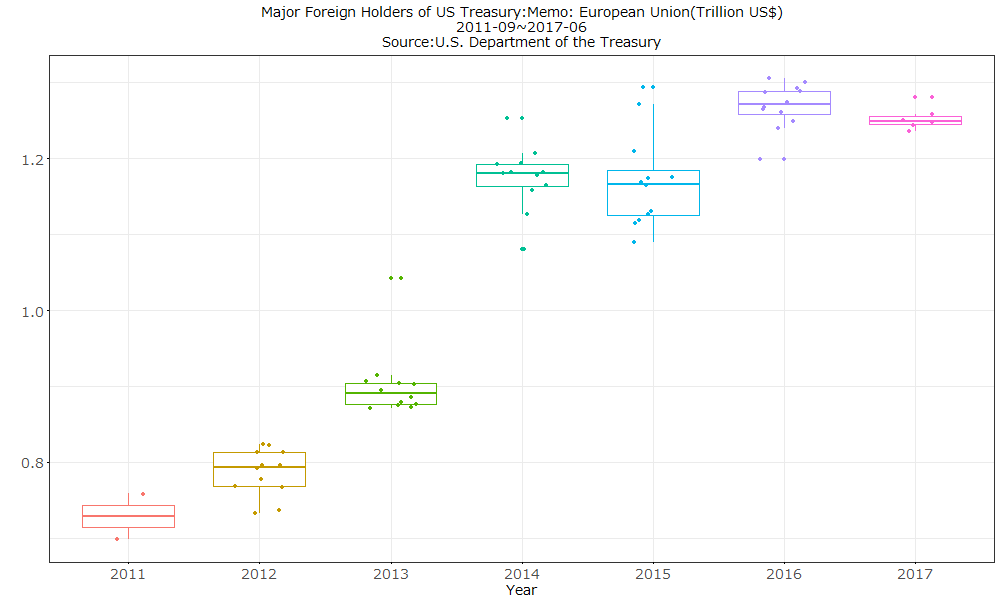 Major Foreign Holders of US Treasury:Memo: European Union(Trillion US$)
2011-09~2017-06
Source:U.S. Department of the Treasury
1.2
1.0
0.8
2011 2012 2013 2014 2015 2016 2017
Year